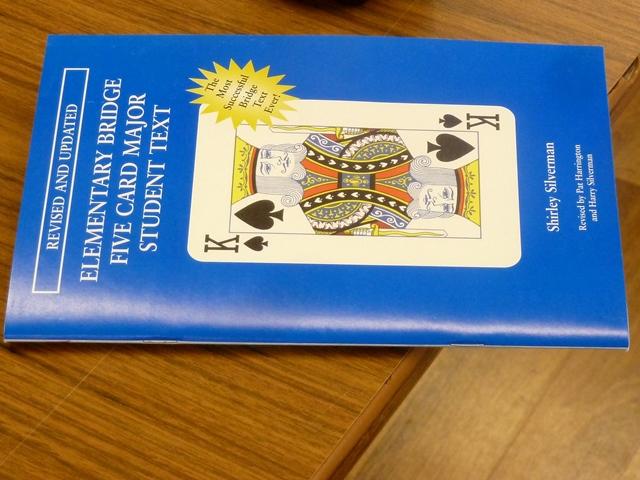 REVISED AND UPDATED
ELEMENTARY BRIDGE
FIVE CARD MAJOR
STUDENT TEXT
The
Most
Successful
Bridge
Text
Ever!
K
K
Shirley Silverman
Revised by Pat Harrington
and Harry Silverman